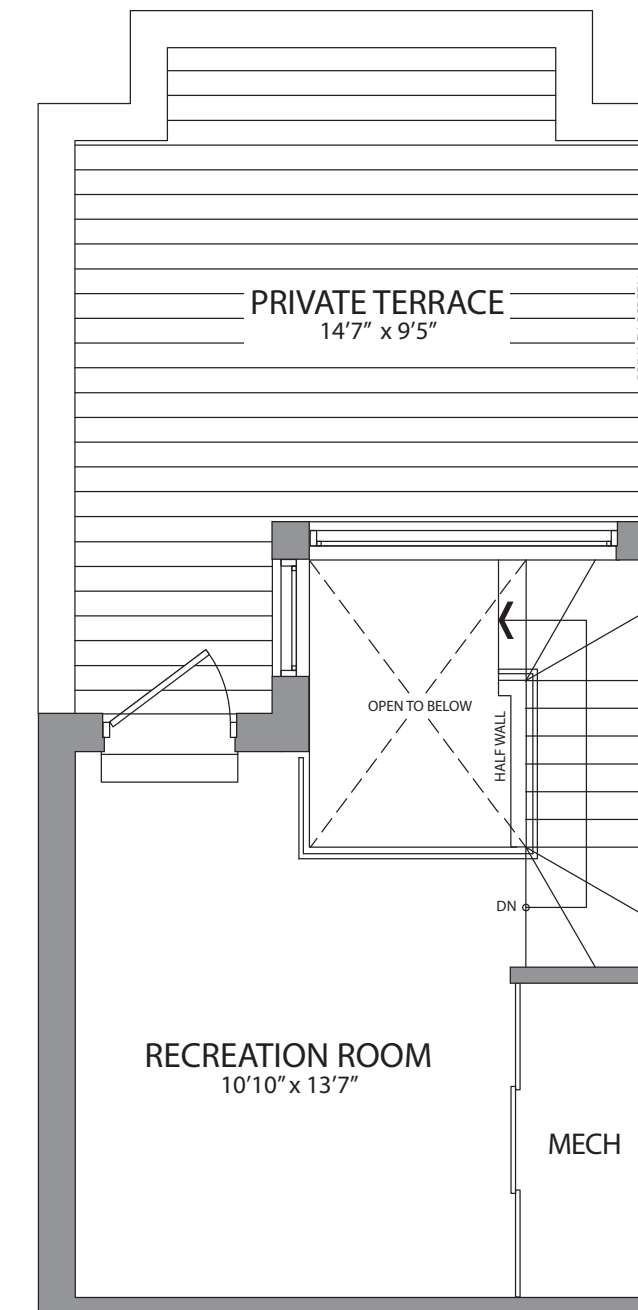 PRIVATE TERRACE
14’7” x 9’5”
OPEN TO BELOW
HALF WALL
DN
RECREATION ROOM
10’10” x 13’7”
MECH